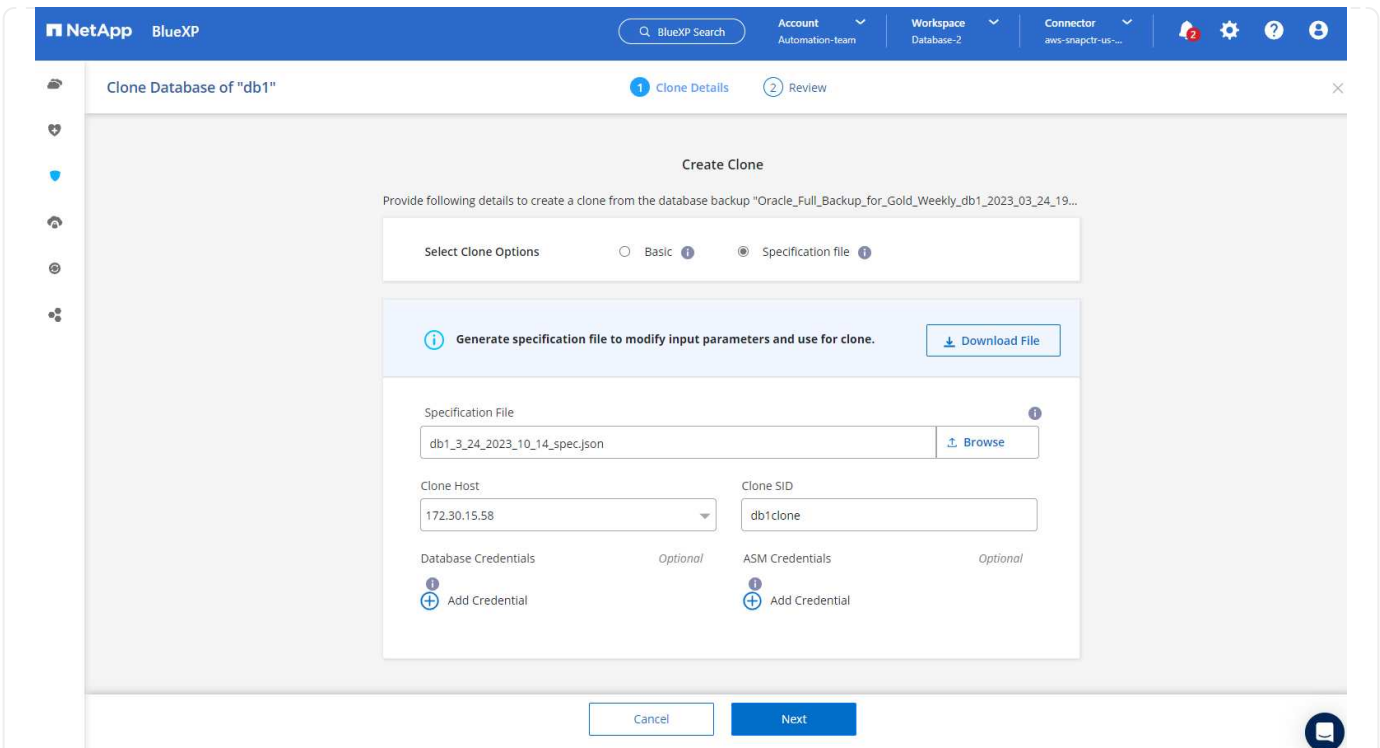 NetApp BlueXP
BlueXP Search
Account
Automation-team
Workspace
Database-2
Connector
aws-snapctr-us-...
2
Clone Database of "db1"
1 Clone Details
2 Review
Create Clone
Provide following details to create a clone from the database backup "Oracle_Full_Backup_for_Gold_Weekly_db1_2023_03_24_19...
Select Clone Options
Basic
Specification file
Generate specification file to modify input parameters and use for clone.
Download File
Specification File
db1_3_24_2023_10_14_spec.json
Browse
Clone Host
Clone SID
172.30.15.58
db1clone
Database Credentials
Optional
ASM Credentials
Optional
Add Credential
Add Credential
Cancel
Next